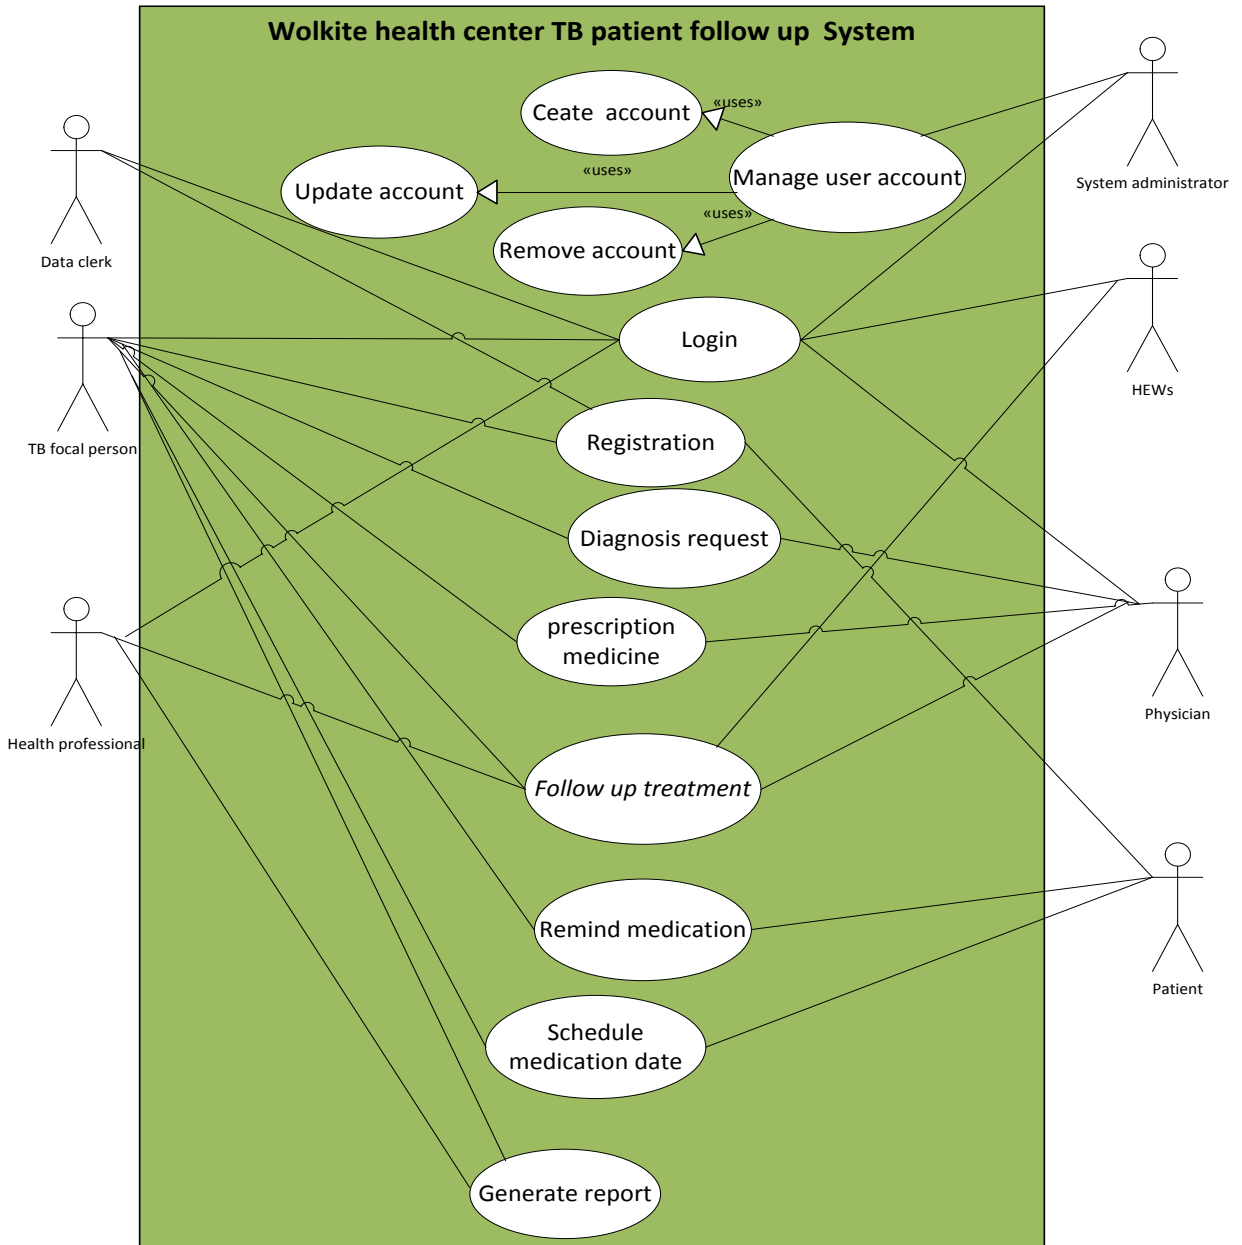 Wolkite health center TB patient follow up System
Ceate account
«uses»
Update account
«uses»
Manage user account
«uses»
Remove account
System administrator
Data clerk
Login
HEWs
TB focal person
Registration
Diagnosis request
prescription
medicine
Physician
Health professional
Follow up treatment
Remind medication
Patient
Schedule
medication date
Generate report